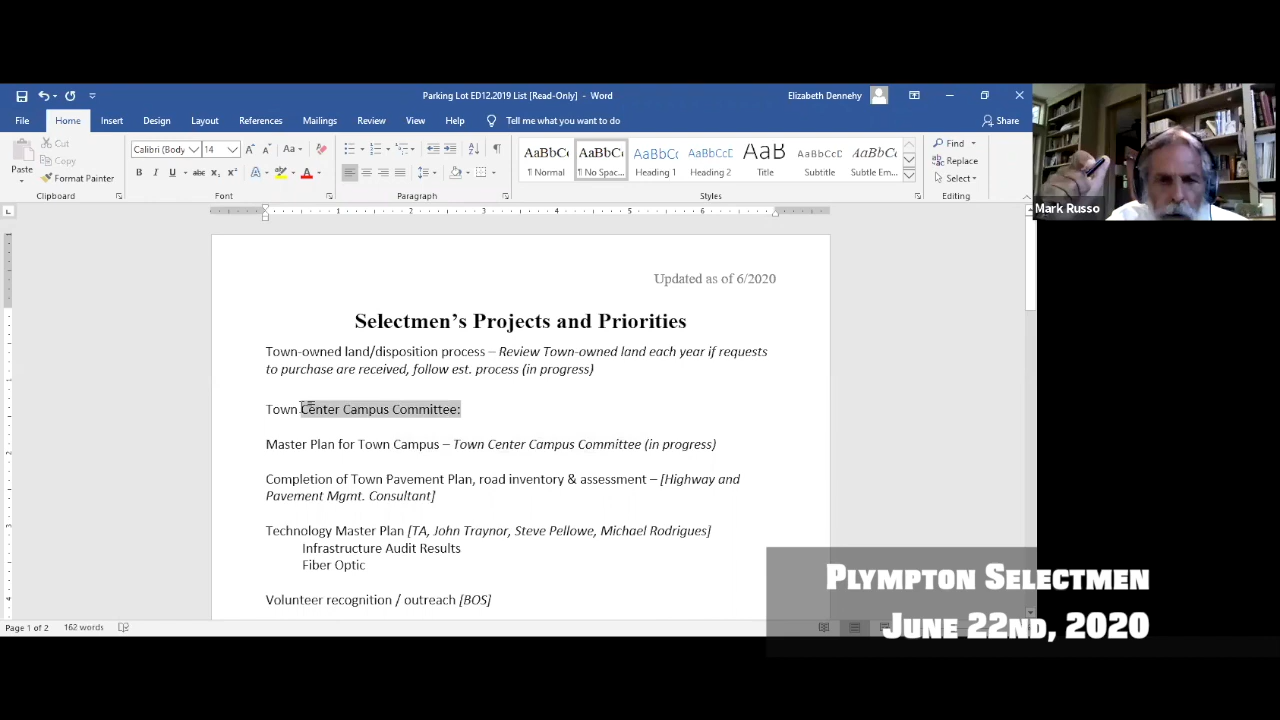 Parking Lot ED12.2019 List [Read-Only] - Word
Elizabeth Dennehy
File Home Insert Design Layout References Mailings Review View Help Tell me what you want to do Share
Paste
Cut
Copy
Format Painter
Clipboard
Calibri (Body 14
Font
Paragraph
AaBbCc AaBbCc AaBbCc AaBbCcD AaB AaBbCcD AaBbCc
¶ Normal ¶ No Spac... Heading 1 Heading 2 Title Subtitle Subtle Em...
Styles
Find
Replace
Select
Editing
Mark Russo
Updated as of 6/2020
Selectmen's Projects and Priorities
Town-owned land/disposition process – Review Town-owned land each year if requests
to purchase are received, follow est. process (in progress)
Town Center Campus Committee:
Master Plan for Town Campus – Town Center Campus Committee (in progress)
Completion of Town Pavement Plan, road inventory & assessment – [Highway and
Pavement Mgmt. Consultant]
Technology Master Plan [TA, John Traynor, Steve Pellowe, Michael Rodrigues]
Infrastructure Audit Results
Fiber Optic
Volunteer recognition / outreach [BOS]
Plympton Selectmen
June 22nd, 2020
Page 1 of 2 162 words